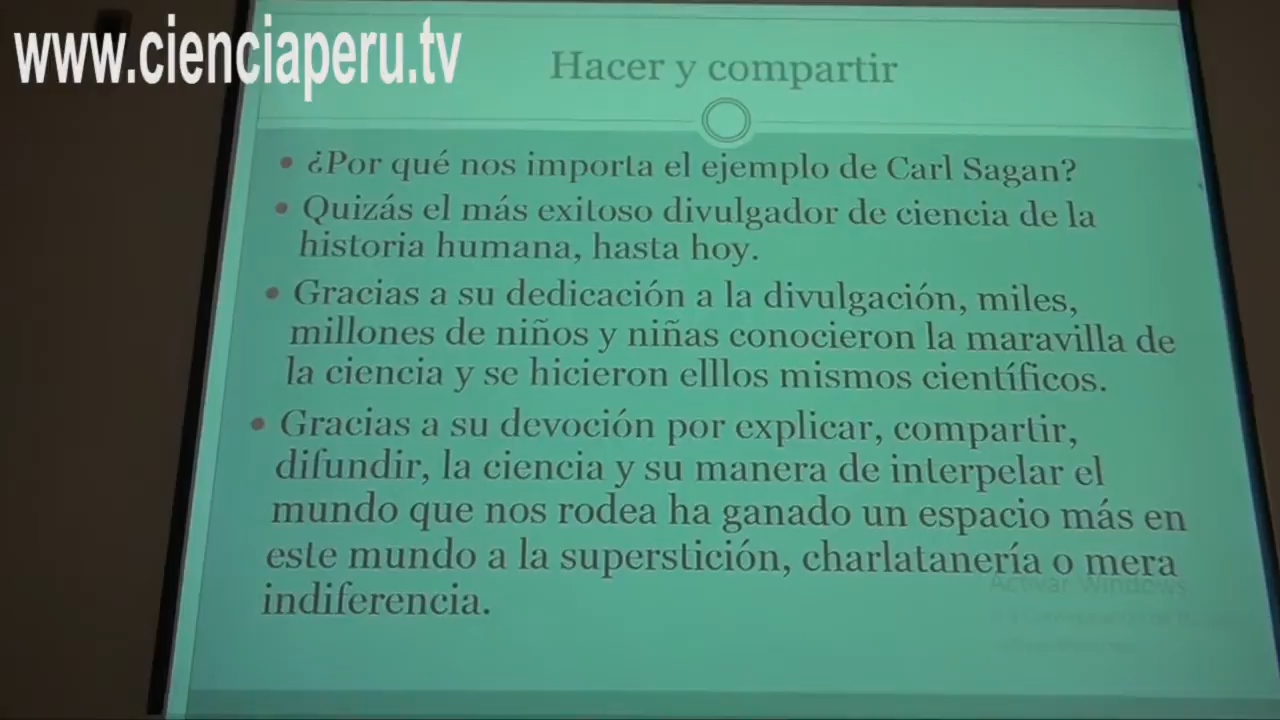 www.cienciaperu.tv
Hacer y compartir
¿Por qué nos importa el ejemplo de Carl Sagan?
Quizás el más exitoso divulgador de ciencia de la
historia humana, hasta hoy.
Gracias a su dedicación a la divulgación, miles,
millones de niños y niñas conocieron la maravilla de
la ciencia y se hicieron elllos mismos científicos.
Gracias a su devoción por explicar, compartir,
difundir, la ciencia y su manera de interpelar el
mundo que nos rodea ha ganado un espacio más en
este mundo a la superstición, charlatanería o mera
indiferencia.
Activar Windows